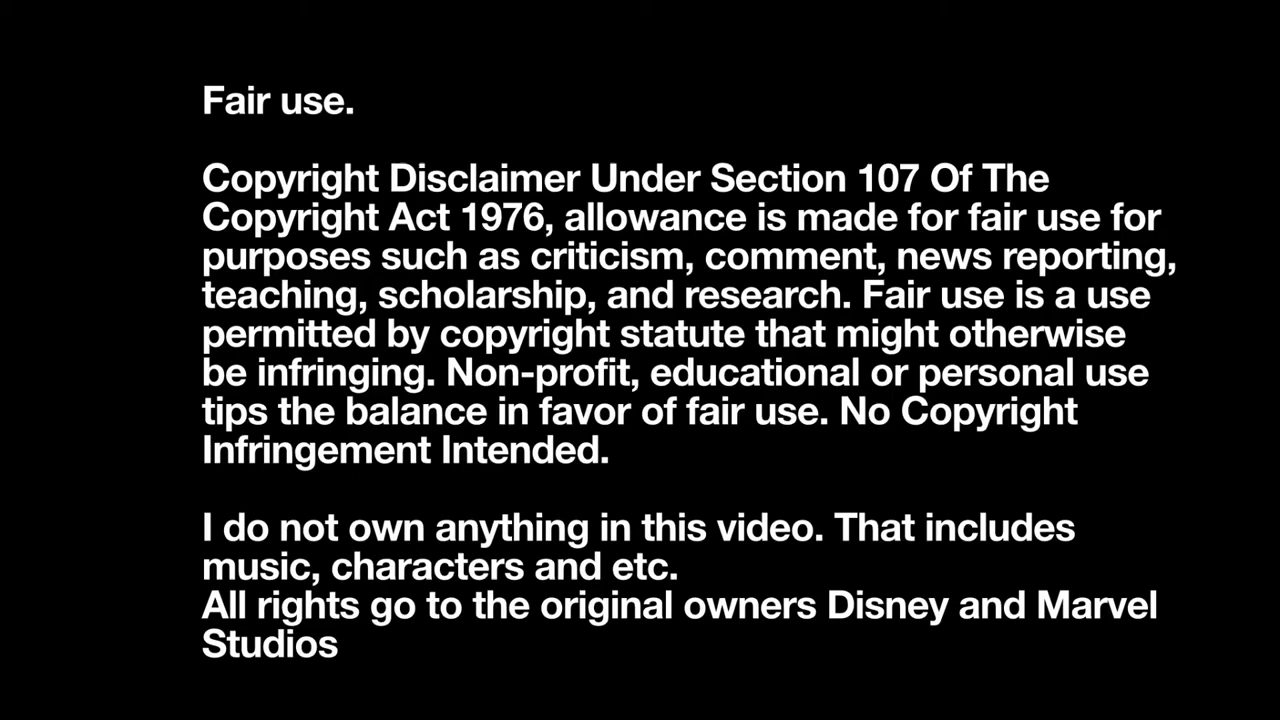 Fair use.
Copyright Disclaimer Under Section 107 Of The
Copyright Act 1976, allowance is made for fair use for
purposes such as criticism, comment, news reporting,
teaching, scholarship, and research. Fair use is a use
permitted by copyright statute that might otherwise
be infringing. Non-profit, educational or personal use
tips the balance in favor of fair use. No Copyright
Infringement Intended.
I do not own anything in this video. That includes
music, characters and etc.
All rights go to the original owners Disney and Marvel
Studios